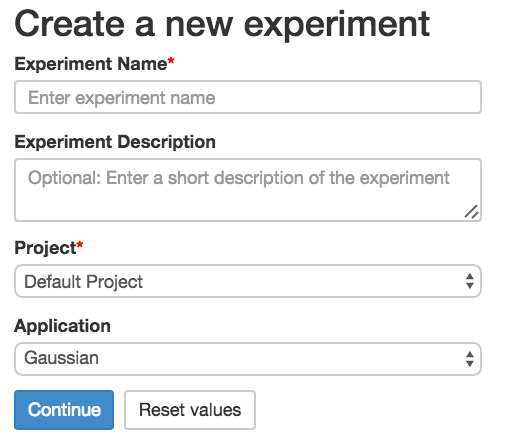 Create a new experiment
Experiment Name*
Enter experiment name
Experiment Description
Optional: Enter a short description of the experiment
Project*
Default Project
Application
Gaussian
Continue Reset values